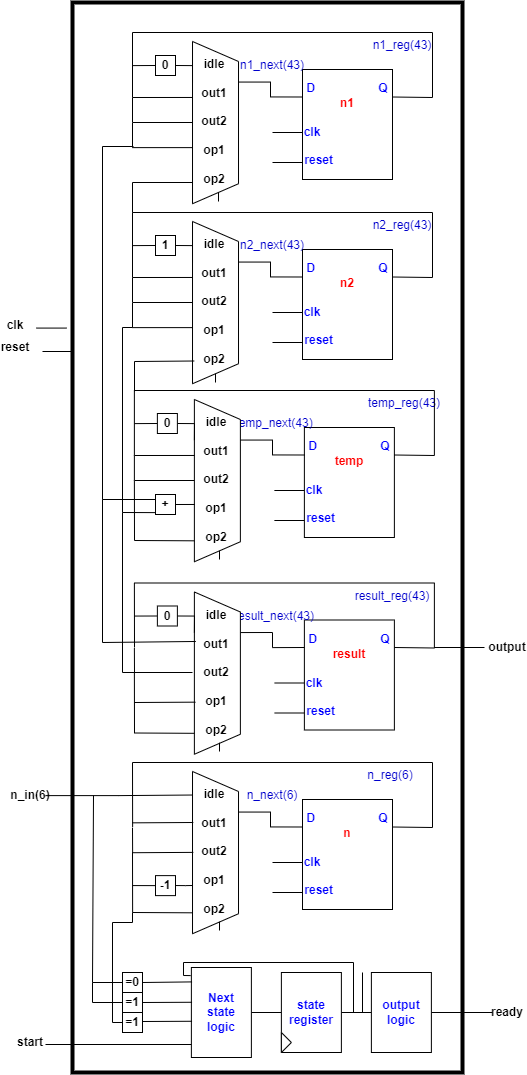 n1_reg(43)
0
idle
n1_next(43)
out1
D
Q
n1
out2
clk
op1
reset
op2
n2_reg(43)
1
idle
n2_next(43)
out1
D
Q
n2
out2
clk
clk
op1
reset
reset
op2
temp_reg(43)
0
idle
emp_next(43)
out1
D
Q
temp
out2
clk
+
op1
reset
op2
result_reg(43)
0
idle
esult_next(43)
out1
D
Q
output
result
out2
clk
op1
reset
op2
n_reg(6)
n_in(6)
idle
n_next(6)
out1
D
Q
n
out2
clk
-1
op1
reset
op2
=0
=1
=1
Next
state
logic
state
register
output
logic
ready
start